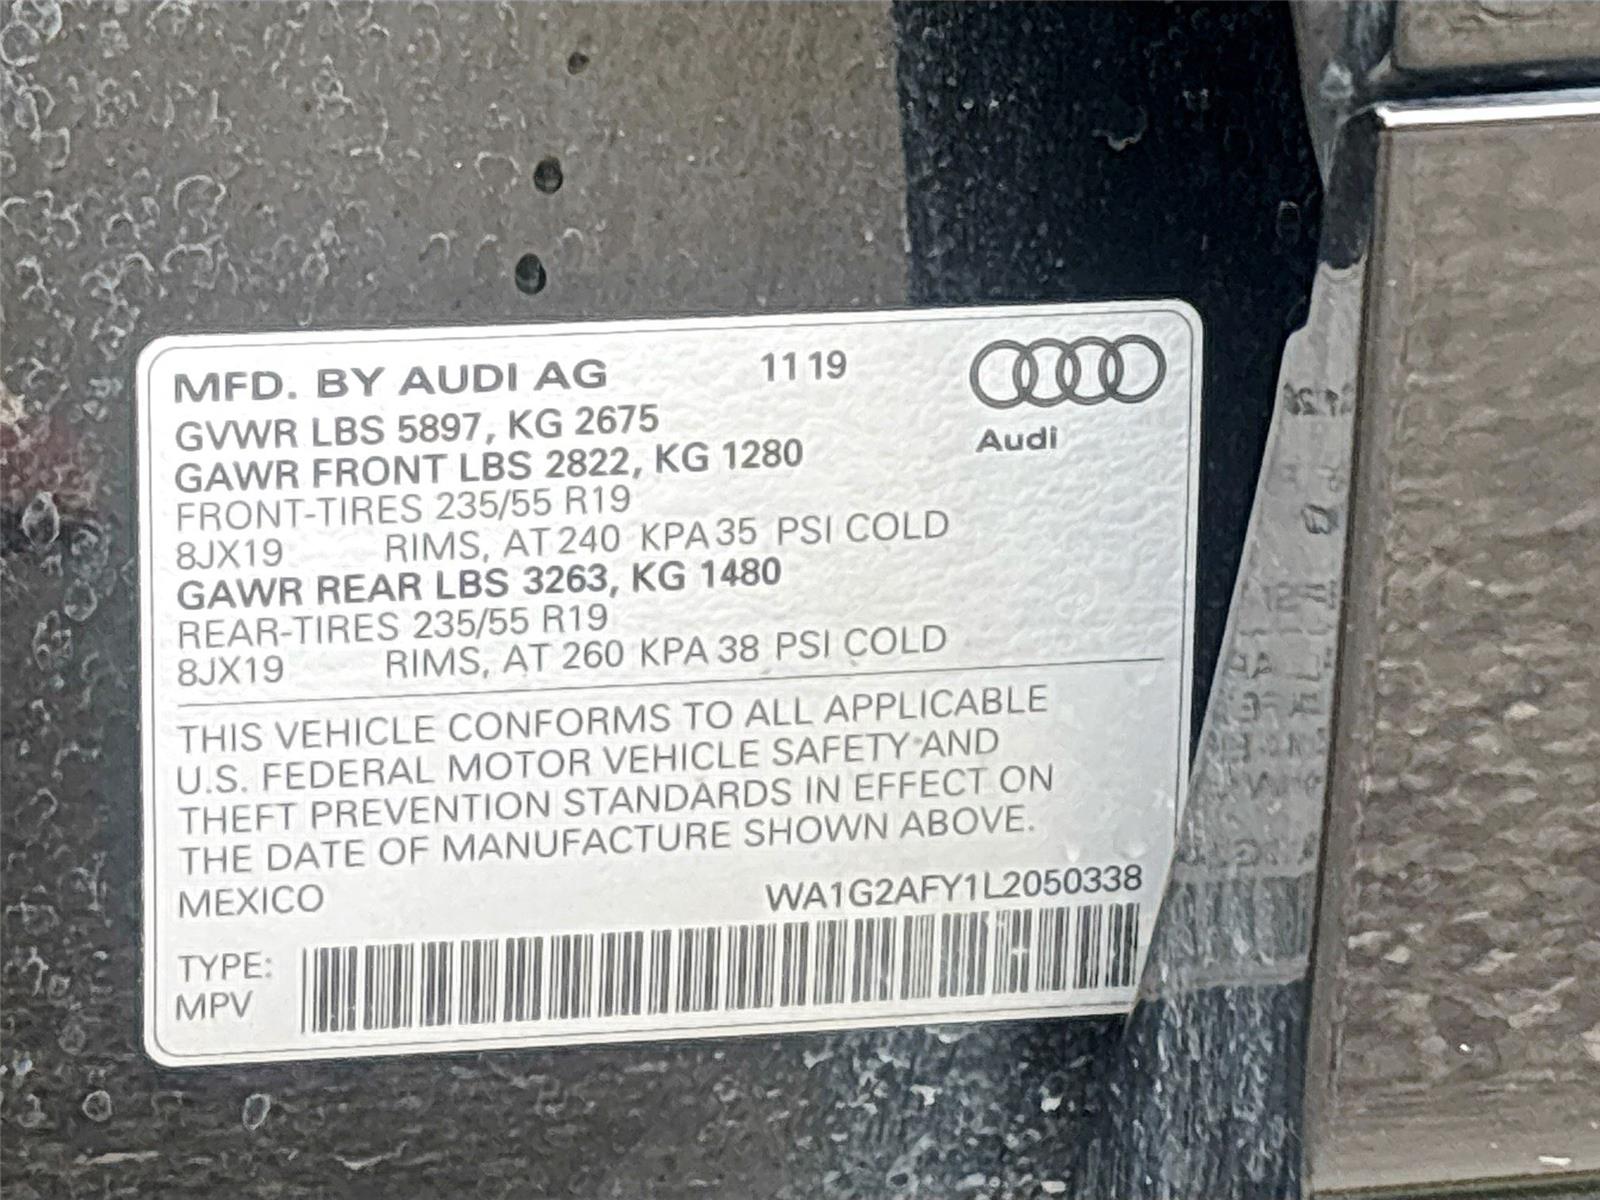 MFD. BY AUDI AG 1119
GVWR LBS 5897, KG 2675
Audi
GAWR FRONT LBS 2822, KG 1280
FRONT-TIRES 235/55 R19
8JX19 RIMS, AT 240 KPA 35 PSI COLD
GAWR REAR LBS 3263, KG 1480
REAR-TIRES 235/55 R19
8JX19 RIMS, AT 260 KPA 38 PSI COLD
THIS VEHICLE CONFORMS TO ALL APPLICABLE
U.S. FEDERAL MOTOR VEHICLE SAFETY AND
THEFT PREVENTION STANDARDS IN EFFECT ON
THE DATE OF MANUFACTURE SHOWN ABOVE.
MEXICO WA1G2AFY1L2050338
TYPE:
MPV